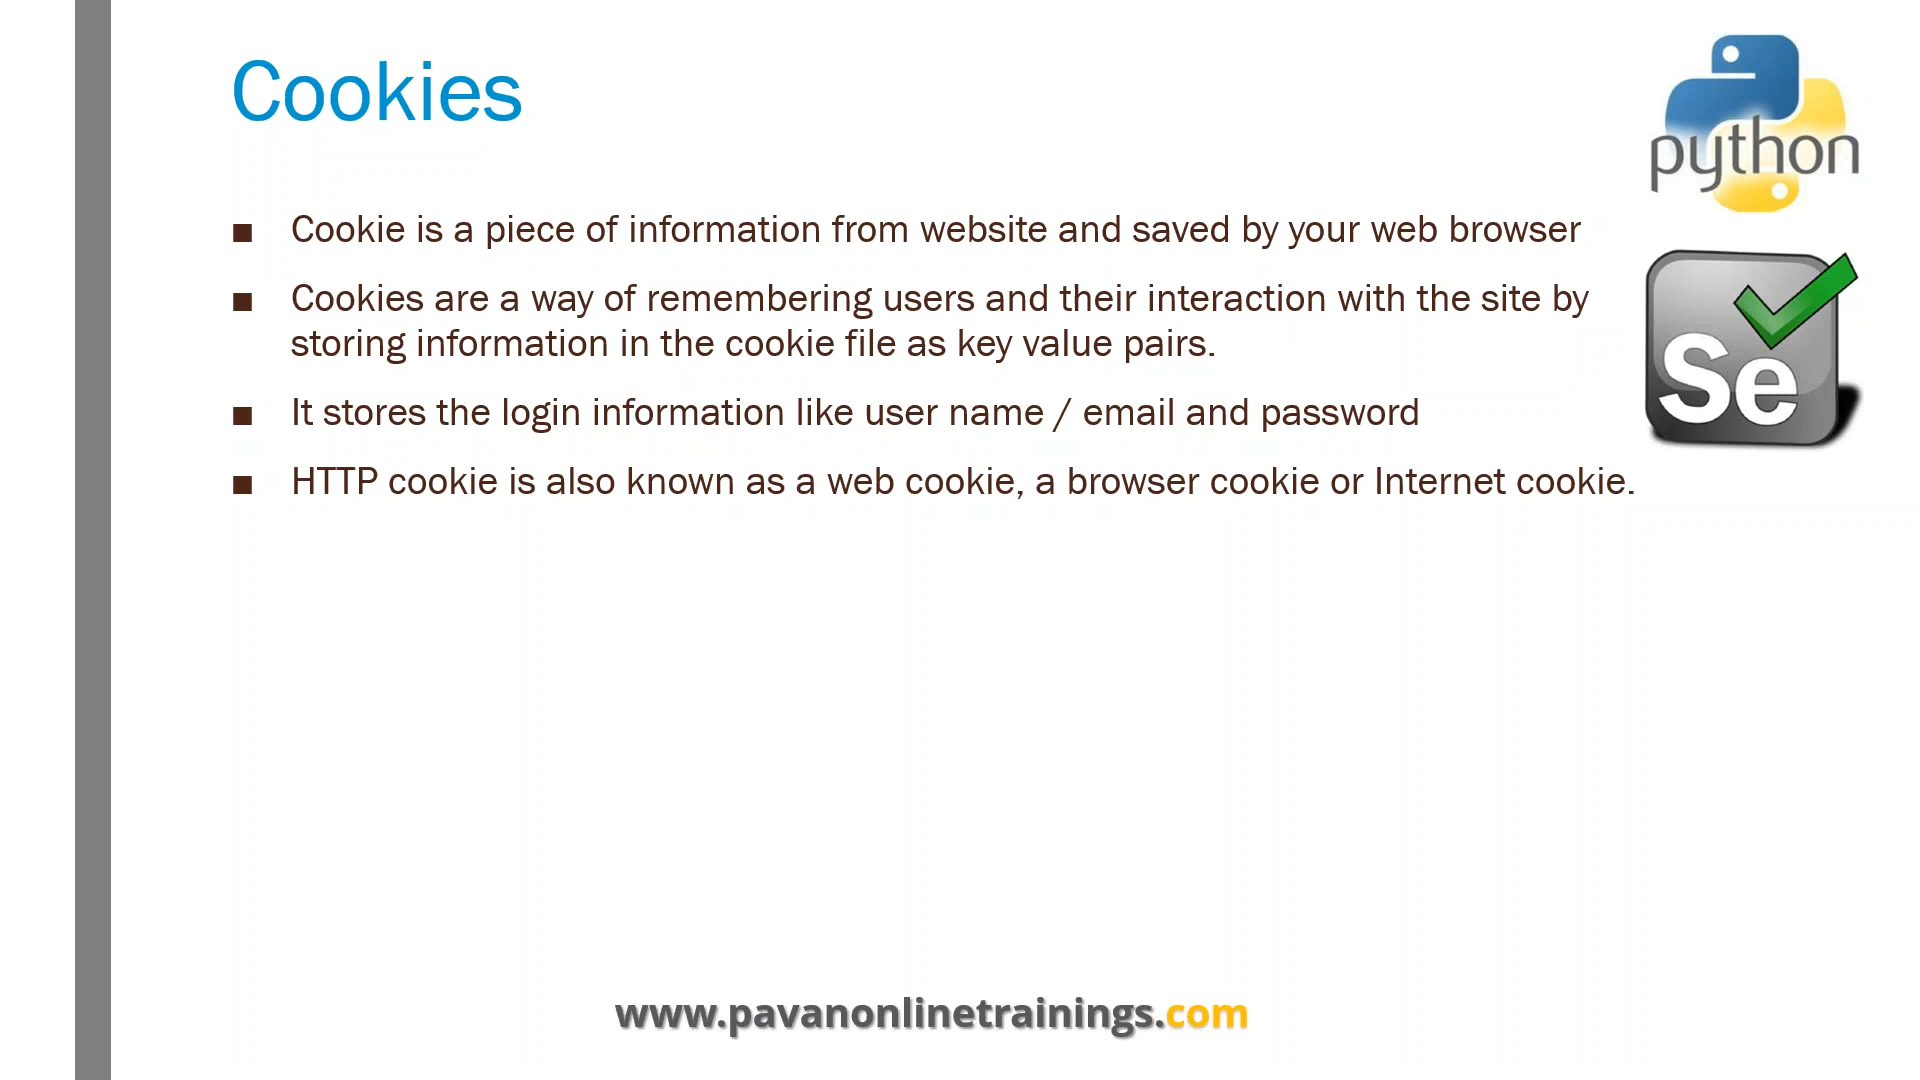 Cookies
python
■ Cookie is a piece of information from website and saved by your web browser
■ Cookies are a way of remembering users and their interaction with the site by
storing information in the cookie file as key value pairs.
Se
■ It stores the login information like user name / email and password
■ HTTP cookie is also known as a web cookie, a browser cookie or Internet cookie.
www.pavanonlinetrainings.com